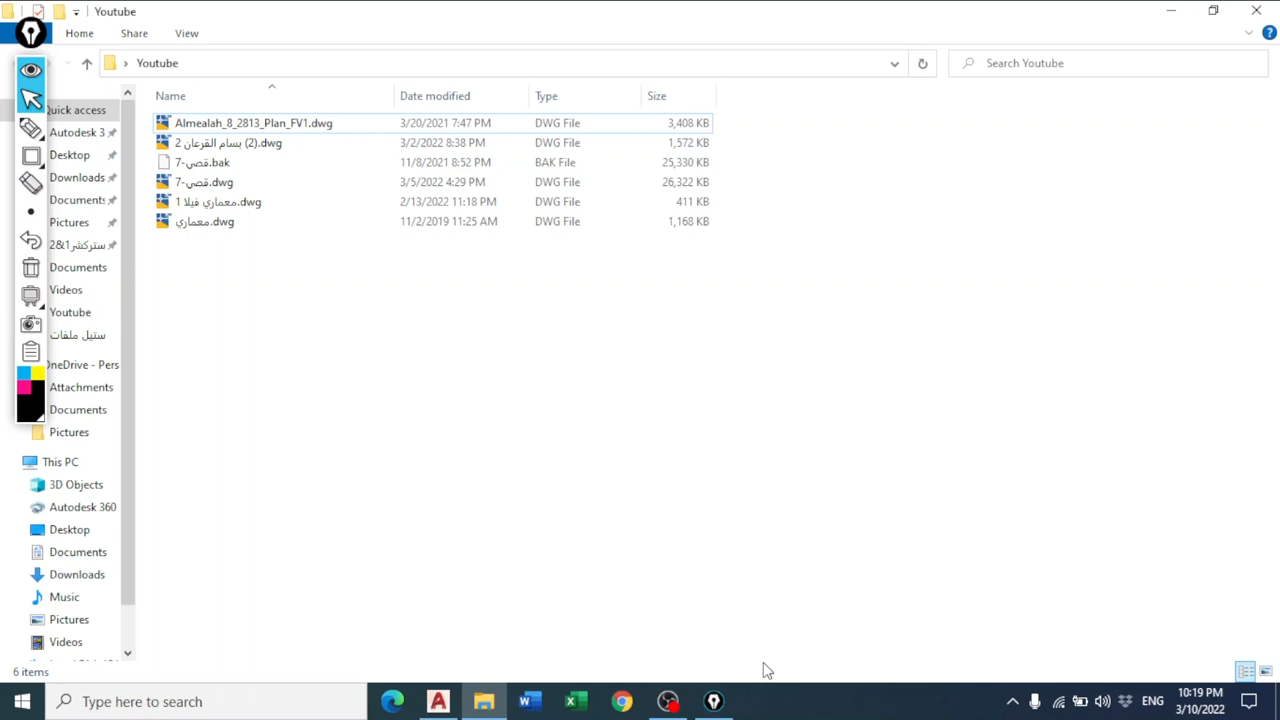 Youtube
Home Share View
Youtube
Search Youtube
Name Date modified Type Size
Almealah_8_2813_Plan_FV1.dwg 3/20/2021 7:47 PM DWG File 3,408 KB
2 بسام القرعان (2).dwg 3/2/2022 8:38 PM DWG File 1,572 KB
7-قصي.bak 11/8/2021 8:52 PM BAK File 25,330 KB
7-قصي.dwg 3/5/2022 4:29 PM DWG File 26,322 KB
1 معماري فيلا.dwg 2/13/2022 11:18 PM DWG File 411 KB
معماري.dwg 11/2/2019 11:25 AM DWG File 1,168 KB
Quick access
Autodesk 3
Desktop
Downloads
Documents
Pictures
ستركشر1&2
Documents
Videos
Youtube
ستيل ملفات
OneDrive - Pers
Attachments
Documents
Pictures
This PC
3D Objects
Autodesk 360
Desktop
Documents
Downloads
Music
Pictures
Videos
6 items
Type here to search
ENG
10:19 PM
3/10/2022